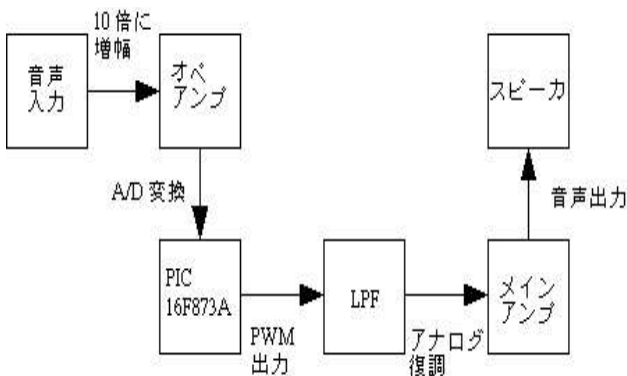 音声
入力
10 倍に
増幅
オペ
アンプ
A/D 変換
PIC
16F873A
PWM
出力
LPF
アナログ
復調
メイン
アンプ
音声出力
スピーカ